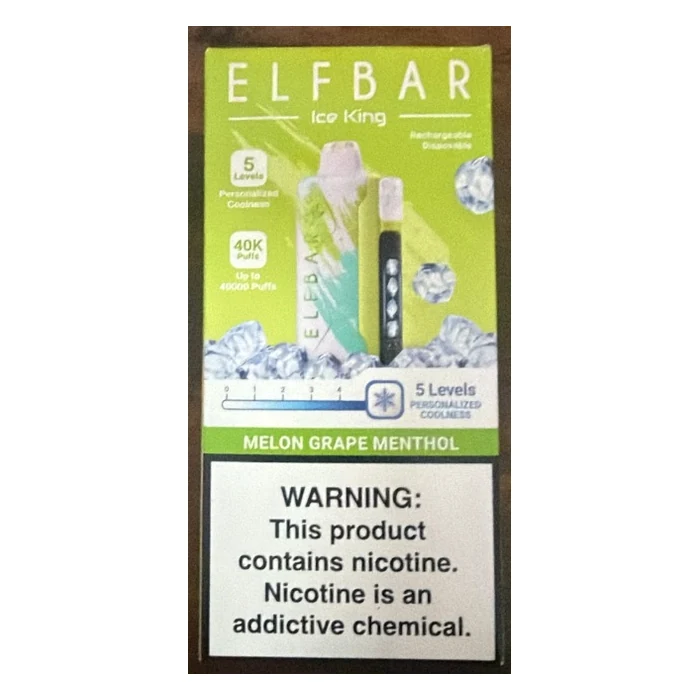 ELFBAR
Ice King
Rechargeable
Disposable
5
Levels
Personalized
Coolness
40K
Puffs
Up to
40000 Puffs
ELFBAR
0 1 2 3 4
5 Levels
PERSONALIZED
COOLNESS
MELON GRAPE MENTHOL
WARNING:
This product
contains nicotine.
Nicotine is an
addictive chemical.